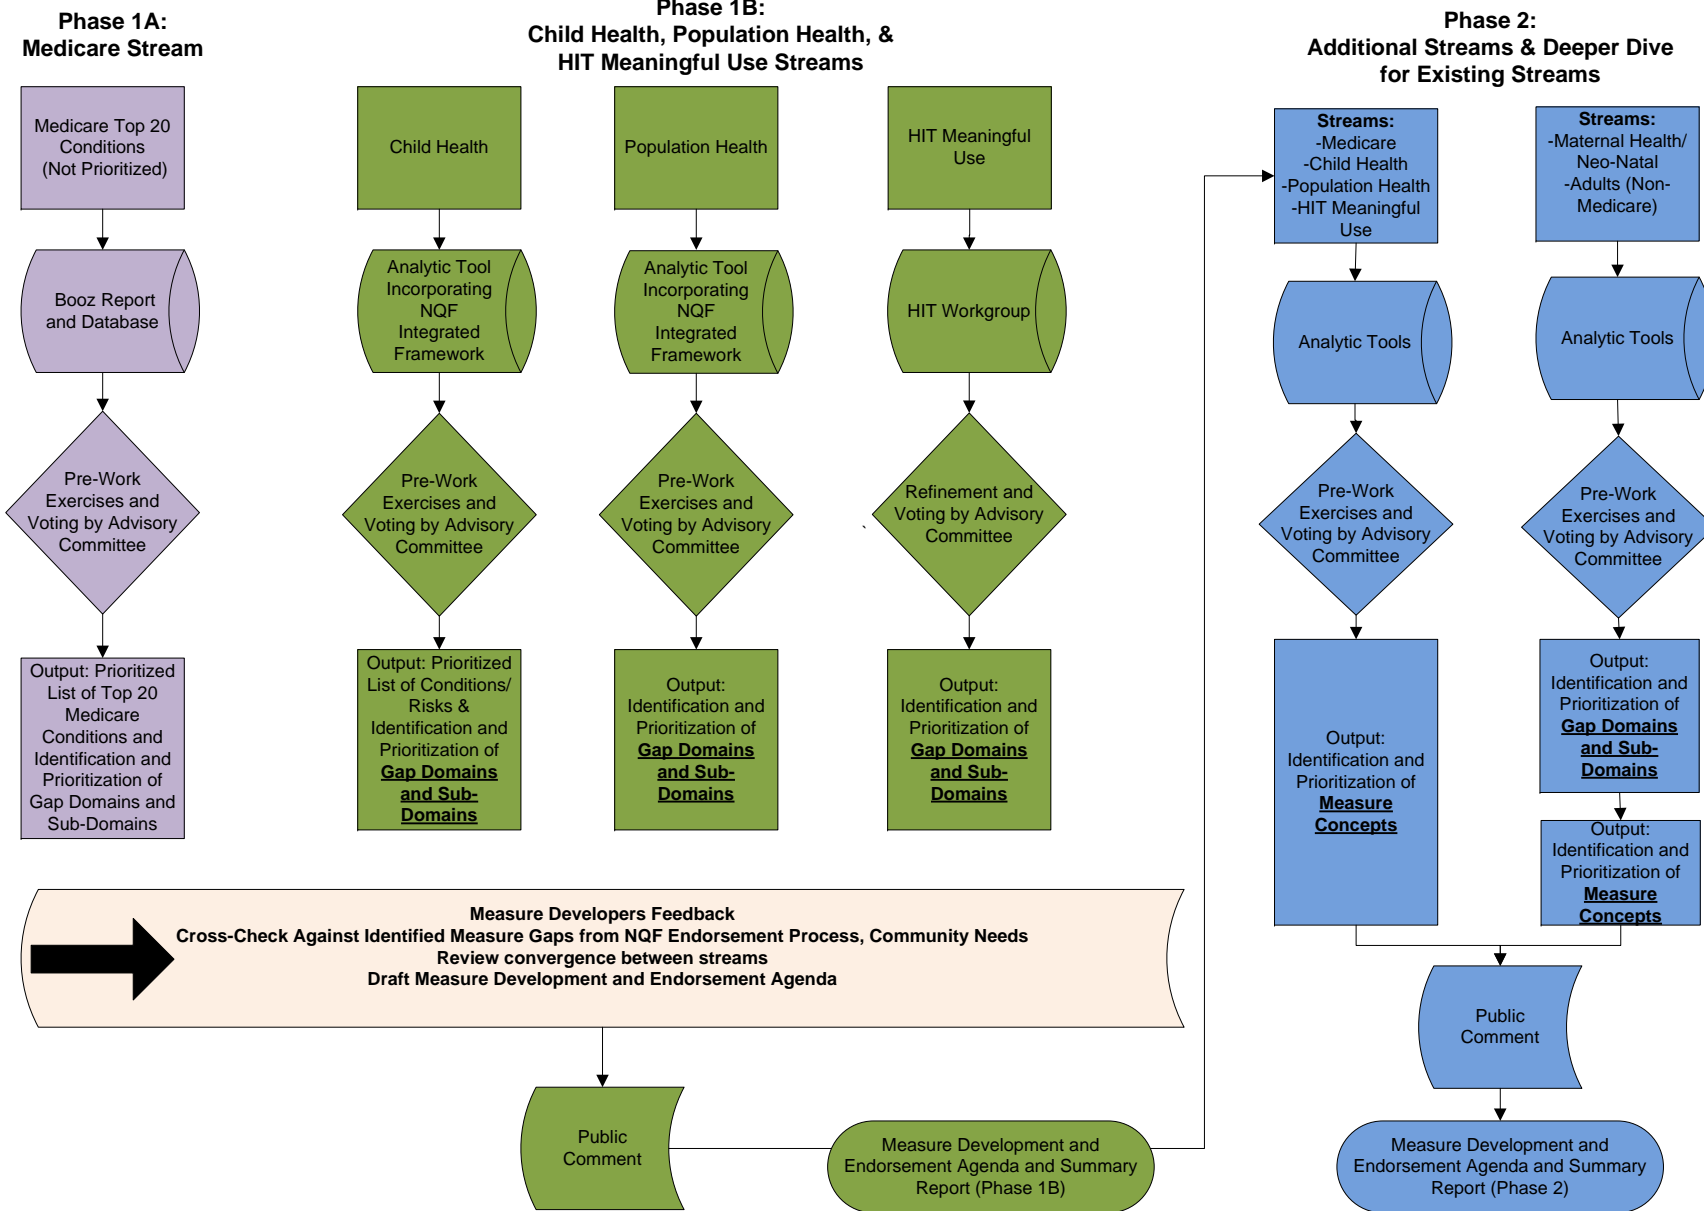 Phase 1A:
Medicare Stream
Phase 1B:
Child Health, Population Health, &
HIT Meaningful Use Streams
Phase 2:
Additional Streams & Deeper Dive
for Existing Streams
Medicare Top 20
Conditions
(Not Prioritized)
Child Health
Population Health
HIT Meaningful
Use
Streams:
-Medicare
-Child Health
-Population Health
-HIT Meaningful
Use
Streams:
-Maternal Health/
Neo-Natal
-Adults (Non-
Medicare)
Booz Report
and Database
Analytic Tool
Incorporating
NQF
Integrated
Framework
Analytic Tool
Incorporating
NQF
Integrated
Framework
HIT Workgroup
Analytic Tools
Analytic Tools
Pre-Work
Exercises and
Voting by Advisory
Committee
Pre-Work
Exercises and
Voting by Advisory
Committee
Pre-Work
Exercises and
Voting by Advisory
Committee
`
Refinement and
Voting by Advisory
Committee
Pre-Work
Exercises and
Voting by Advisory
Committee
Pre-Work
Exercises and
Voting by Advisory
Committee
Output: Prioritized
List of Top 20
Medicare
Conditions and
Identification and
Prioritization of
Gap Domains and
Sub-Domains
Output: Prioritized
List of Conditions/
Risks &
Identification and
Prioritization of
Gap Domains
and Sub-
Domains
Output:
Identification and
Prioritization of
Gap Domains
and Sub-
Domains
Output:
Identification and
Prioritization of
Gap Domains
and Sub-
Domains
Output:
Identification and
Prioritization of
Measure
Concepts
Output:
Identification and
Prioritization of
Gap Domains
and Sub-
Domains
Output:
Identification and
Prioritization of
Measure
Concepts
Measure Developers Feedback
Cross-Check Against Identified Measure Gaps from NQF Endorsement Process, Community Needs
Review convergence between streams
Draft Measure Development and Endorsement Agenda
Public
Comment
Measure Development and
Endorsement Agenda and Summary
Report (Phase 1B)
Public
Comment
Measure Development and
Endorsement Agenda and Summary
Report (Phase 2)